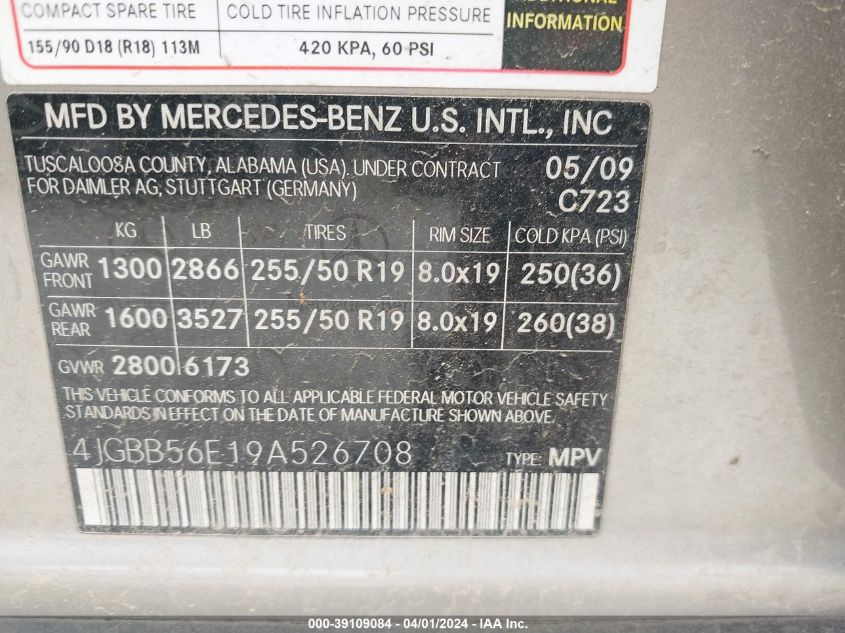 COMPACT SPARE TIRE COLD TIRE INFLATION PRESSURE
155/90 D18 (R18) 113M 420 KPA, 60 PSI
ADDITIONAL
INFORMATION
MFD BY MERCEDES-BENZ U.S. INTL., INC
TUSCALOOSA COUNTY, ALABAMA (USA). UNDER CONTRACT 05/09
FOR DAIMLER AG, STUTTGART (GERMANY) C723
KG LB TIRES RIM SIZE COLD KPA (PSI)
GAWR FRONT 1300 2866 255/50 R19 8.0x19 250(36)
GAWR REAR 1600 3527 255/50 R19 8.0x19 260(38)
GVWR 2800 6173
THIS VEHICLE CONFORMS TO ALL APPLICABLE FEDERAL MOTOR VEHICLE SAFETY
STANDARDS IN EFFECT ON THE DATE OF MANUFACTURE SHOWN ABOVE.
4JGBB56E19A526708 TYPE: MPV
000-39109084 - 04/01/2024 - IAA Inc.